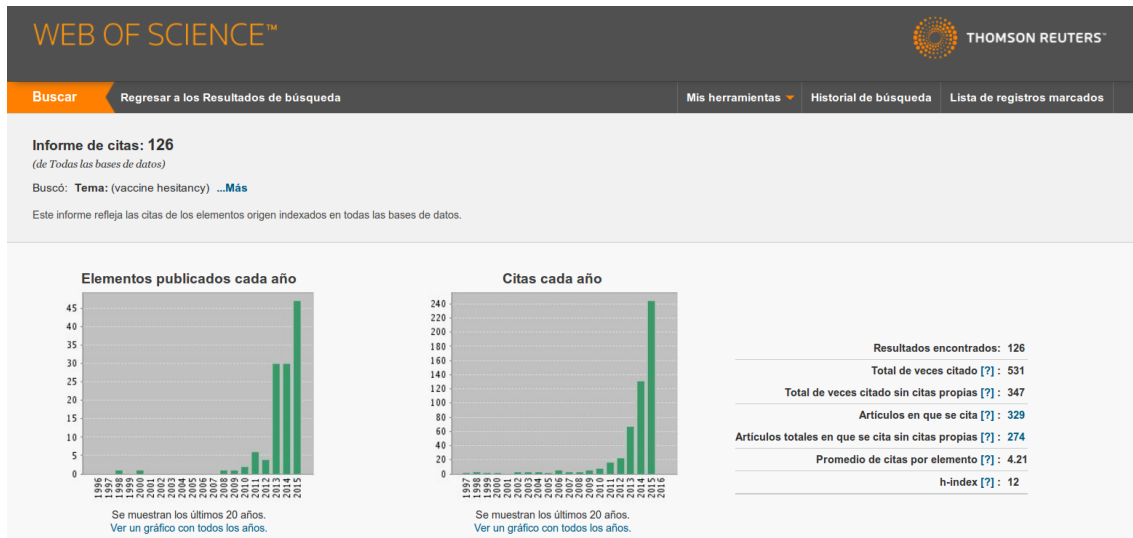 WEB OF SCIENCE™
THOMSON REUTERS™
Buscar
Regresar a los Resultados de búsqueda
Mis herramientas
Historial de búsqueda
Lista de registros marcados
Informe de citas: 126
(de Todas las bases de datos)
Buscó: Tema: (vaccine hesitancy) ...Más
Este informe refleja las citas de los elementos origen indexados en todas las bases de datos.
Elementos publicados cada año
45
40
35
30
25
20
15
10
5
0
1996
1997
1998
1999
2000
2001
2002
2003
2004
2005
2006
2007
2008
2009
2010
2011
2012
2013
2014
2015
Se muestran los últimos 20 años.
Ver un gráfico con todos los años.
Citas cada año
240
220
200
180
160
140
120
100
80
60
40
20
0
1997
1998
1999
2000
2001
2002
2003
2004
2005
2006
2007
2008
2009
2010
2011
2012
2013
2014
2015
2016
Se muestran los últimos 20 años.
Ver un gráfico con todos los años.
Resultados encontrados: 126
Total de veces citado [?] : 531
Total de veces citado sin citas propias [?] : 347
Artículos en que se cita [?] : 329
Artículos totales en que se cita sin citas propias [?] : 274
Promedio de citas por elemento [?] : 4.21
h-index [?] : 12